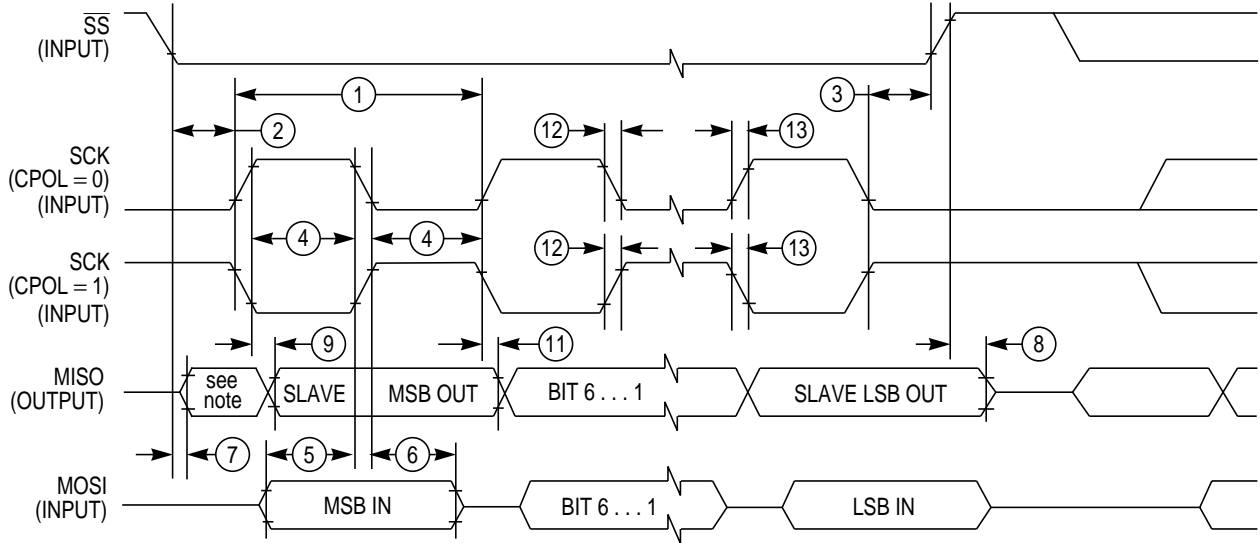 SS
(INPUT)
1
3
2
12
13
SCK
(CPOL = 0)
(INPUT)
4
4
12
13
SCK
(CPOL = 1)
(INPUT)
9
11
8
MISO
(OUTPUT)
see
note
SLAVE
MSB OUT
BIT 6 . . . 1
SLAVE LSB OUT
7
5
6
MOSI
(INPUT)
MSB IN
BIT 6 . . . 1
LSB IN